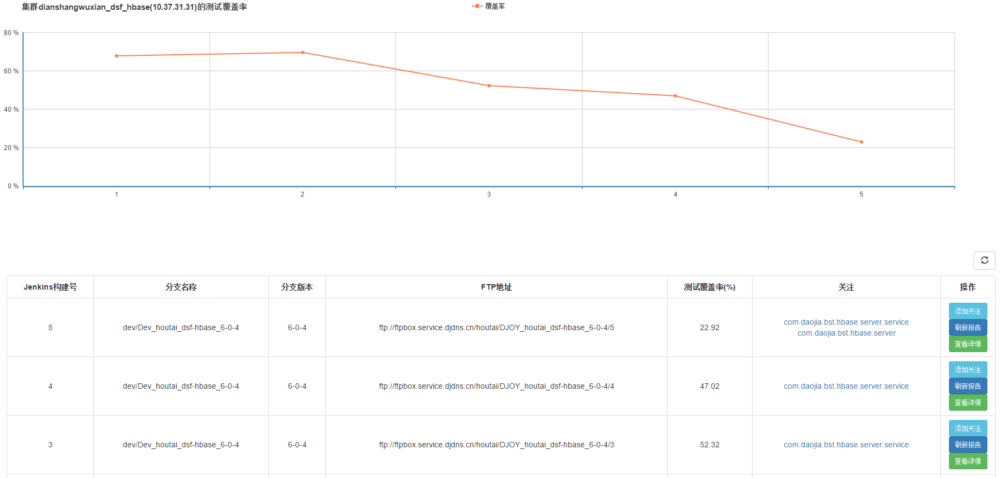 集群dianshangwuxian_dsf_hbase(10.37.31.31)的测试覆盖率
覆盖率
80 %
60 %
40 %
20 %
0 %
1 2 3 4 5
Jenkins构建号 分支名称 分支版本 FTP地址 测试覆盖率(%) 关注 操作
5 dev/Dev_houtai_dsf-hbase_6-0-4 6-0-4 ftp://ftpbox.service.djdns.cn/houtai/DJOY_houtai_dsf-hbase_6-0-4/5 22.92
com.daojia.bst.hbase.server.service
com.daojia.bst.hbase.server
添加关注
刷新报告
查看详情
4 dev/Dev_houtai_dsf-hbase_6-0-4 6-0-4 ftp://ftpbox.service.djdns.cn/houtai/DJOY_houtai_dsf-hbase_6-0-4/4 47.02 com.daojia.bst.hbase.server.service
添加关注
刷新报告
查看详情
3 dev/Dev_houtai_dsf-hbase_6-0-4 6-0-4 ftp://ftpbox.service.djdns.cn/houtai/DJOY_houtai_dsf-hbase_6-0-4/3 52.32 com.daojia.bst.hbase.server.service
添加关注
刷新报告
查看详情